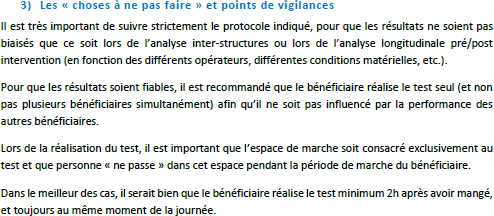 3) Les « choses à ne pas faire » et points de vigilances
Il est très important de suivre strictement le protocole indiqué, pour que les résultats ne soient pas
biaisés que ce soit lors de l'analyse inter-structures ou lors de l'analyse longitudinale pré/post
intervention (en fonction des différents opérateurs, différentes conditions matérielles, etc.).
Pour que les résultats soient fiables, il est recommandé que le bénéficiaire réalise le test seul (et non
pas plusieurs bénéficiaires simultanément) afin qu'il ne soit pas influencé par la performance des
autres bénéficiaires.
Lors de la réalisation du test, il est important que l'espace de marche soit consacré exclusivement au
test et que personne « ne passe » dans cet espace pendant la période de marche du bénéficiaire.
Dans le meilleur des cas, il serait bien que le bénéficiaire réalise le test minimum 2h après avoir mangé,
et toujours au même moment de la journée.